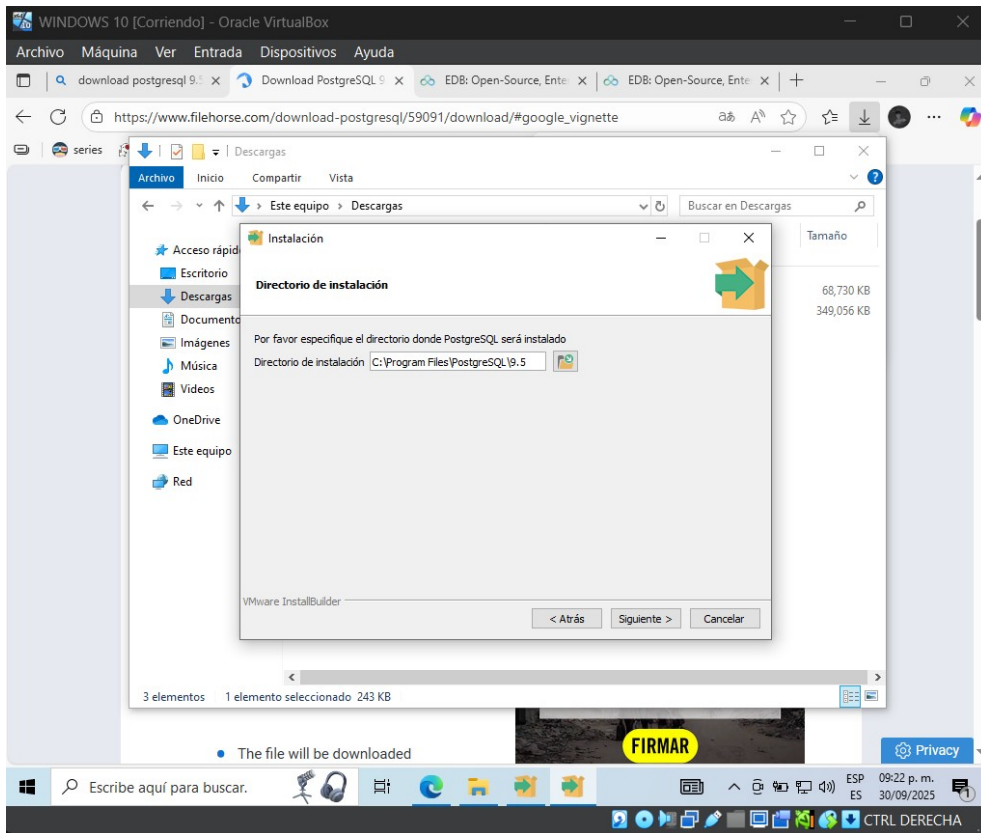 WINDOWS 10 [Corriendo] - Oracle VirtualBox
Archivo Máquina Ver Entrada Dispositivos Ayuda
download postgresql 9.5 Download PostgreSQL 9 EDB: Open-Source, Ente EDB: Open-Source, Ente
https://www.filehorse.com/download-postgresql/59091/download/#google_vignette
series
Descargas
Archivo Inicio Compartir Vista
Este equipo > Descargas
Buscar en Descargas
Tamaño
Acceso rápid
Escritorio
Descargas
Documento
Imágenes
Música
Videos
OneDrive
Este equipo
Red
68,730 KB
349,056 KB
Instalación
Directorio de instalación
Por favor especifique el directorio donde PostgreSQL será instalado
Directorio de instalación C:\Program Files\PostgreSQL\9.5
VMware InstallBuilder
< Atrás Siguiente > Cancelar
3 elementos 1 elemento seleccionado 243 KB
The file will be downloaded
FIRMAR
Privacy
Escribe aquí para buscar.
ESP
ES
09:22 p. m.
30/09/2025
CTRL DERECHA